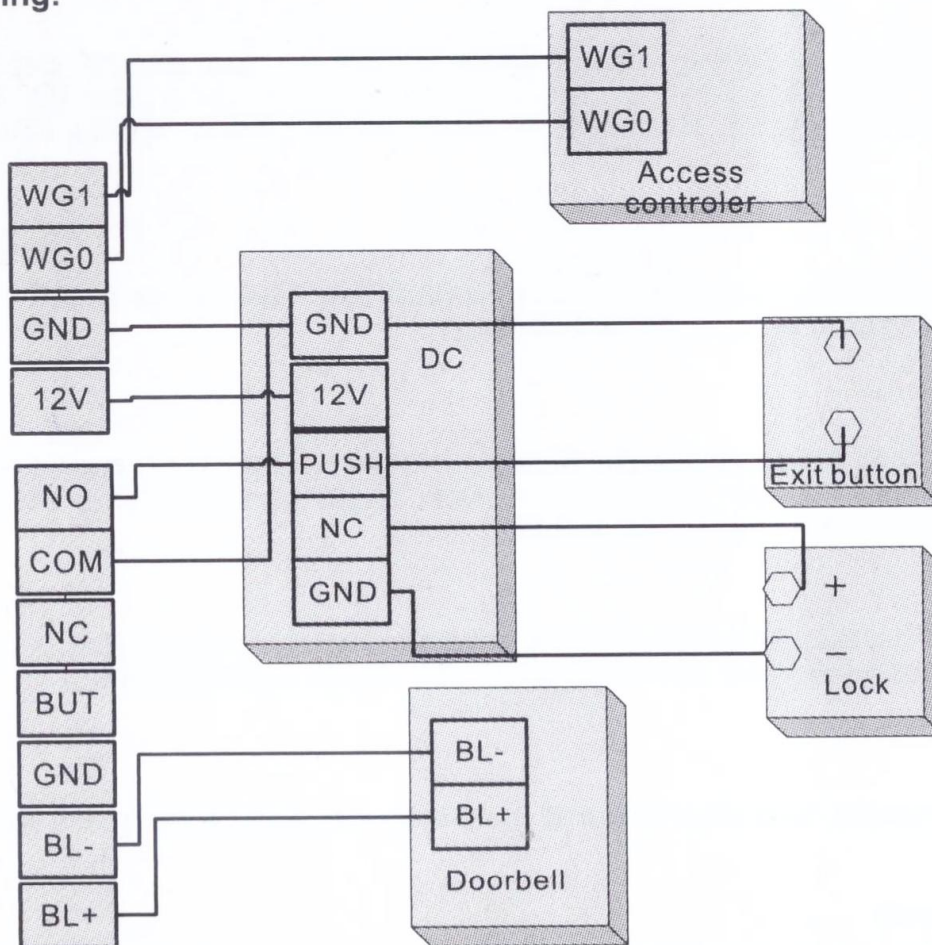 ing:
WG1
WG0
Access
controler
WG1
WG0
GND
12V
NO
COM
NC
BUT
GND
BL-
BL+
GND
DC
12V
PUSH
NC
GND
Exit button
+
−
Lock
BL-
BL+
Doorbell